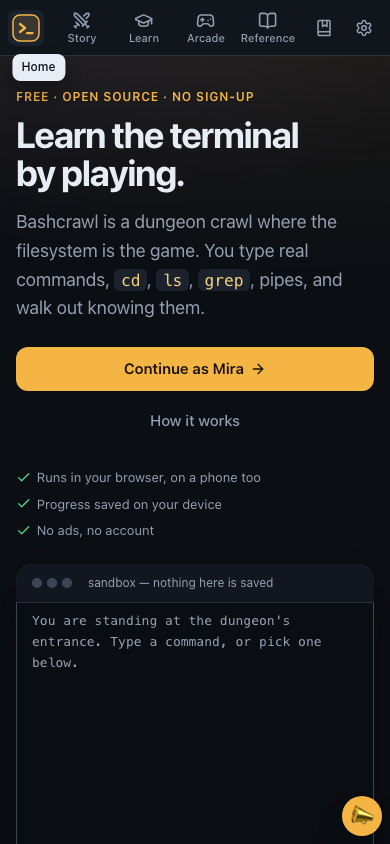 Story
Learn
Arcade
Reference
Home
FREE · OPEN SOURCE · NO SIGN-UP
Learn the terminal
by playing.
Bashcrawl is a dungeon crawl where the
filesystem is the game. You type real
commands, cd, ls, grep, pipes, and
walk out knowing them.
Continue as Mira →
How it works
Runs in your browser, on a phone too
Progress saved on your device
No ads, no account
sandbox — nothing here is saved
You are standing at the dungeon's
entrance. Type a command, or pick one
below.